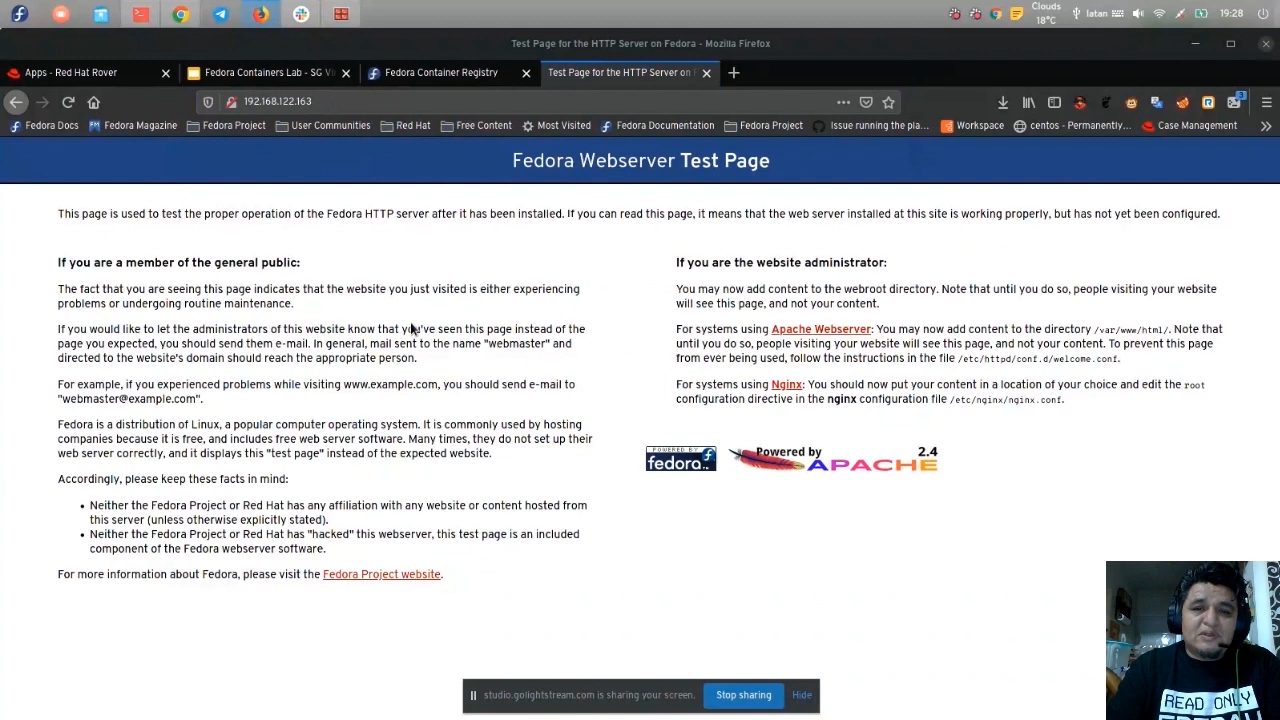 Clouds
18°C
latan
19:28
Test Page for the HTTP Server on Fedora - Mozilla Firefox
Apps - Red Hat Rover
Fedora Containers Lab - SG Vi
Fedora Container Registry
Test Page for the HTTP Server on F
192.168.122.163
3
Fedora Docs
Fedora Magazine
Fedora Project
User Communities
Red Hat
Free Content
Most Visited
Fedora Documentation
Fedora Project
Issue running the pla...
Workspace
centos - Permanently...
Case Management
Fedora Webserver Test Page
This page is used to test the proper operation of the Fedora HTTP server after it has been installed. If you can read this page, it means that the web server installed at this site is working properly, but has not yet been configured.
If you are a member of the general public:
The fact that you are seeing this page indicates that the website you just visited is either experiencing
problems or undergoing routine maintenance.
If you would like to let the administrators of this website know that you've seen this page instead of the
page you expected, you should send them e-mail. In general, mail sent to the name "webmaster" and
directed to the website's domain should reach the appropriate person.
For example, if you experienced problems while visiting www.example.com, you should send e-mail to
"webmaster@example.com".
Fedora is a distribution of Linux, a popular computer operating system. It is commonly used by hosting
companies because it is free, and includes free web server software. Many times, they do not set up their
web server correctly, and it displays this "test page" instead of the expected website.
Accordingly, please keep these facts in mind:
Neither the Fedora Project or Red Hat has any affiliation with any website or content hosted from
this server (unless otherwise explicitly stated).
Neither the Fedora Project or Red Hat has "hacked" this webserver, this test page is an included
component of the Fedora webserver software.
For more information about Fedora, please visit the Fedora Project website.
If you are the website administrator:
You may now add content to the webroot directory. Note that until you do so, people visiting your website
will see this page, and not your content.
For systems using Apache Webserver: You may now add content to the directory /var/www/html/. Note that
until you do so, people visiting your website will see this page, and not your content. To prevent this page
from ever being used, follow the instructions in the file /etc/httpd/conf.d/welcome.conf.
For systems using Nginx: You should now put your content in a location of your choice and edit the root
configuration directive in the nginx configuration file /etc/nginx/nginx.conf.
POWERED BY
fedora
Powered by 2.4
APACHE
studio.golightstream.com is sharing your screen.
Stop sharing
Hide
READ ONLY